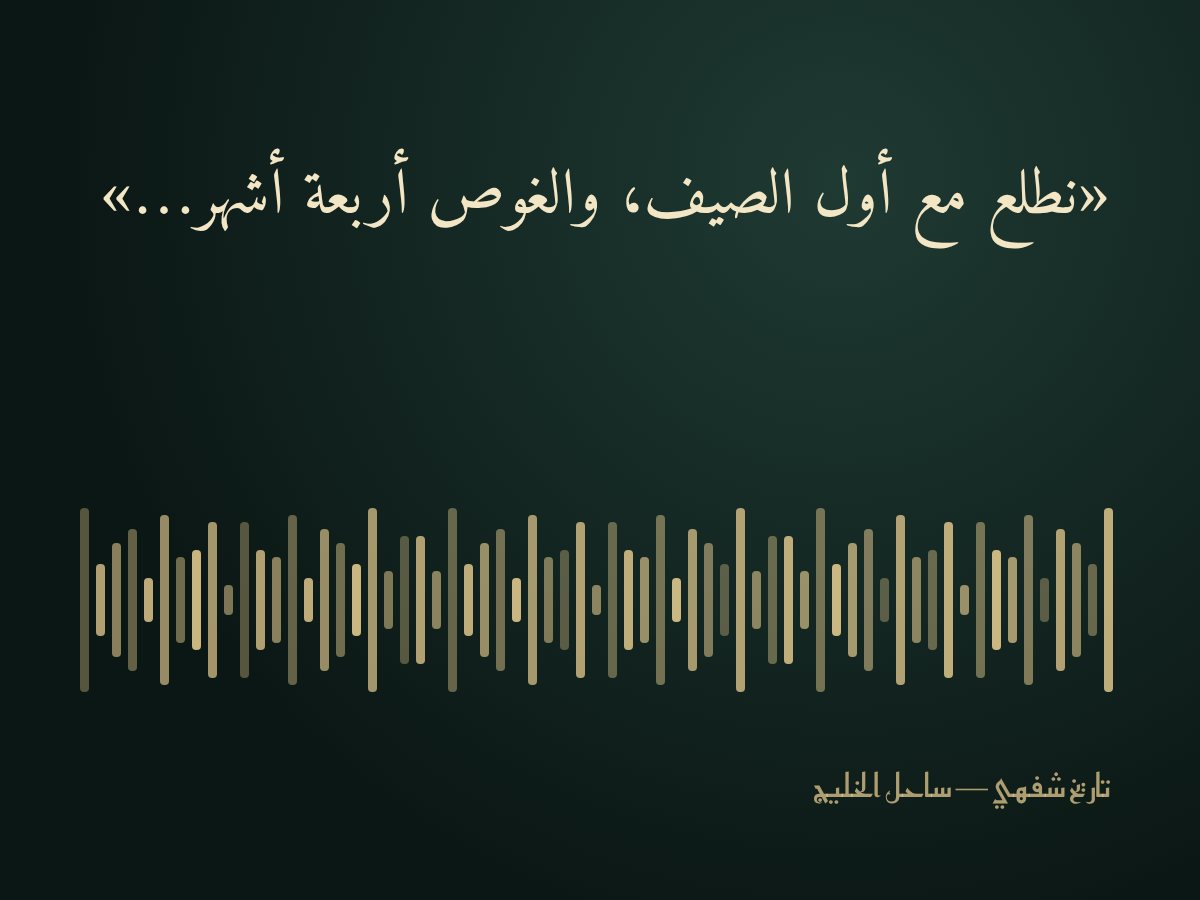 «نطلع مع أول الصيف، والغوص أربعة أشهر...»
تاريخ شفهي — ساحل الخليج